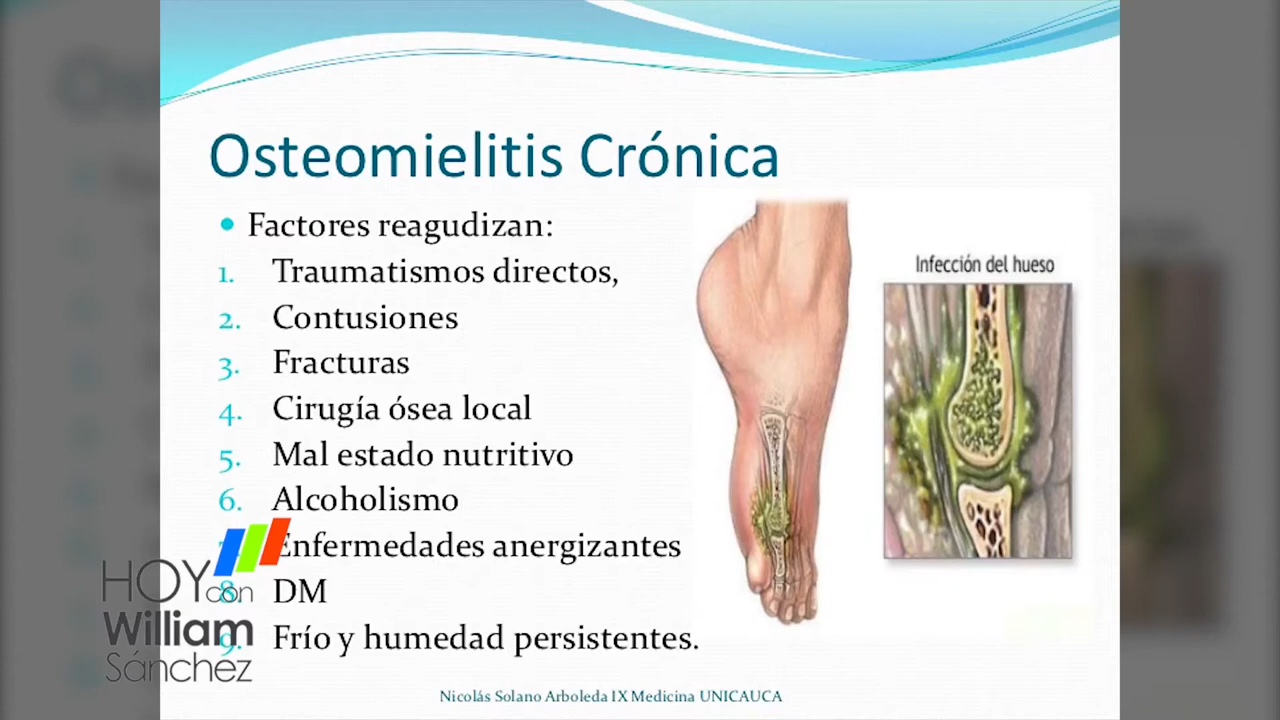 Osteomielitis Crónica
• Factores reagudizan:
1. Traumatismos directos,
2. Contusiones
3. Fracturas
4. Cirugía ósea local
5. Mal estado nutritivo
6. Alcoholismo
Enfermedades anergizantes
8. DM
9. Frío y humedad persistentes.
Infección del hueso
HOY con
William
Sánchez
Nicolás Solano Arboleda IX Medicina UNICAUCA